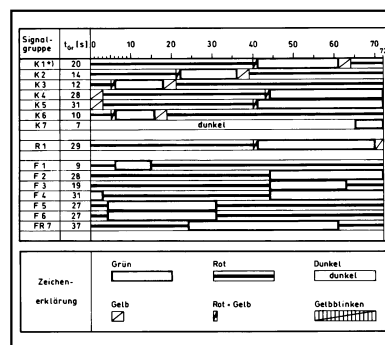 Signal- gruppe t_Gr [s] 0 10 20 30 40 50 60 70 72
K1*) 20
K2 14
K3 12
K4 28
K5 31
K6 10
K7 7 dunkel
R1 29
F1 9
F2 28
F3 19
F4 31
F5 27
F6 27
FR7 37
Zeichen- erklärung
Grün Rot Dunkel
dunkel
Gelb Rot + Gelb Gelbblinken